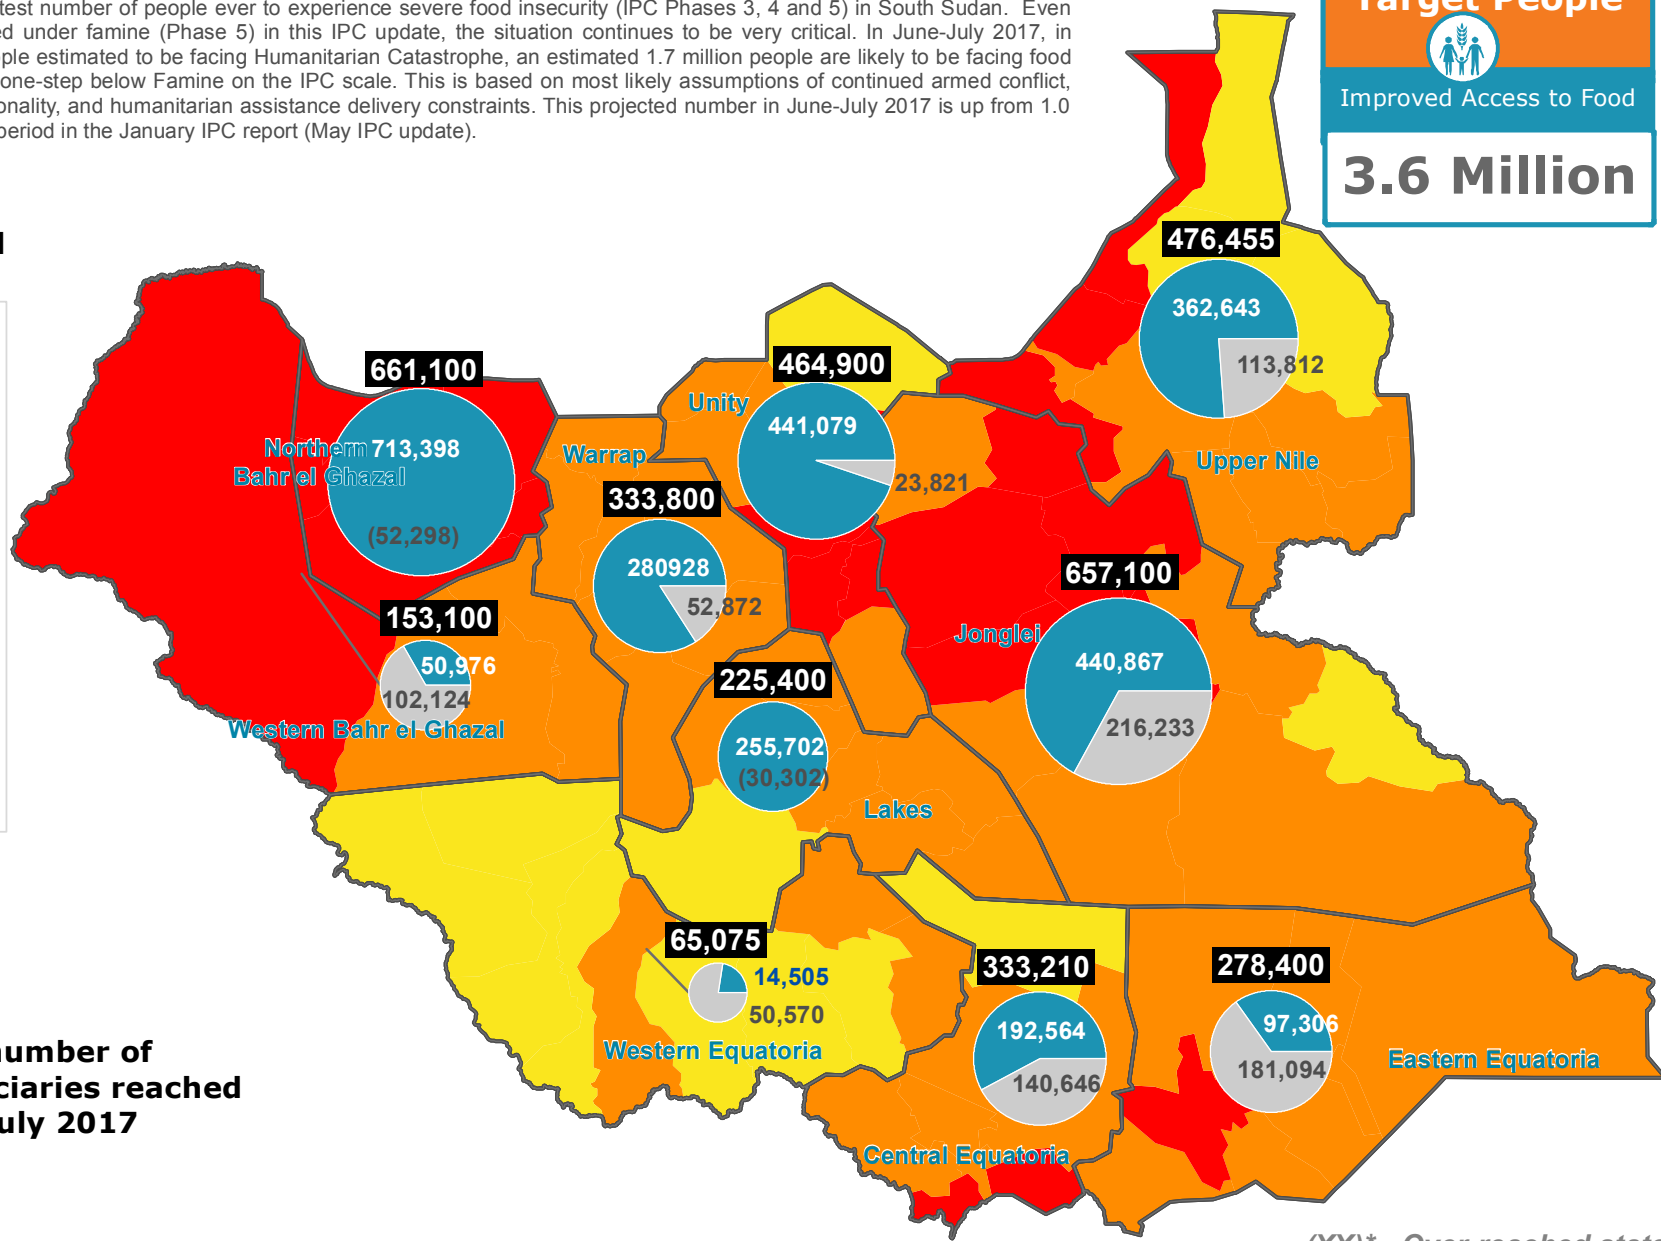 number of people ever to experience severe food insecurity (IPC Phases 3, 4 and 5) in South Sudan. Even
under famine (Phase 5) in this IPC update, the situation continues to be very critical. In June-July 2017, in
estimated to be facing Humanitarian Catastrophe, an estimated 1.7 million people are likely to be facing food
one-step below Famine on the IPC scale. This is based on most likely assumptions of continued armed conflict,
and humanitarian assistance delivery constraints. This projected number in June-July 2017 is up from 1.0
period in the January IPC report (May IPC update).
Target People
Improved Access to Food
3.6 Million
476,455
362,643
113,812
Upper Nile
661,100
Northern
Bahr el Ghazal
713,398
(52,298)
464,900
Unity
441,079
23,821
Warrap
333,800
280928
52,872
657,100
Jonglei
440,867
216,233
153,100
50,976
102,124
Western Bahr el Ghazal
225,400
255,702
(30,302)
Lakes
65,075
14,505
50,570
Western Equatoria
333,210
192,564
140,646
Central Equatoria
278,400
97,306
181,094
Eastern Equatoria
number of
reached
2017